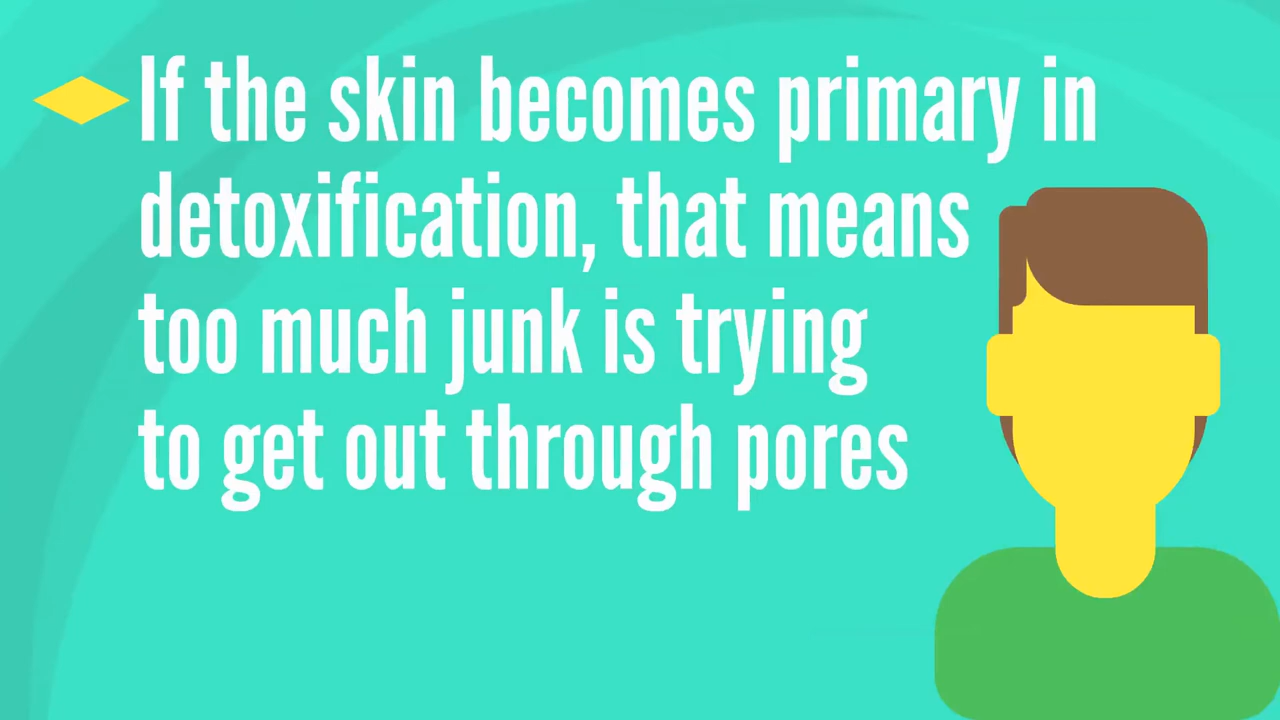 If the skin becomes primary in
detoxification, that means
too much junk is trying
to get out through pores